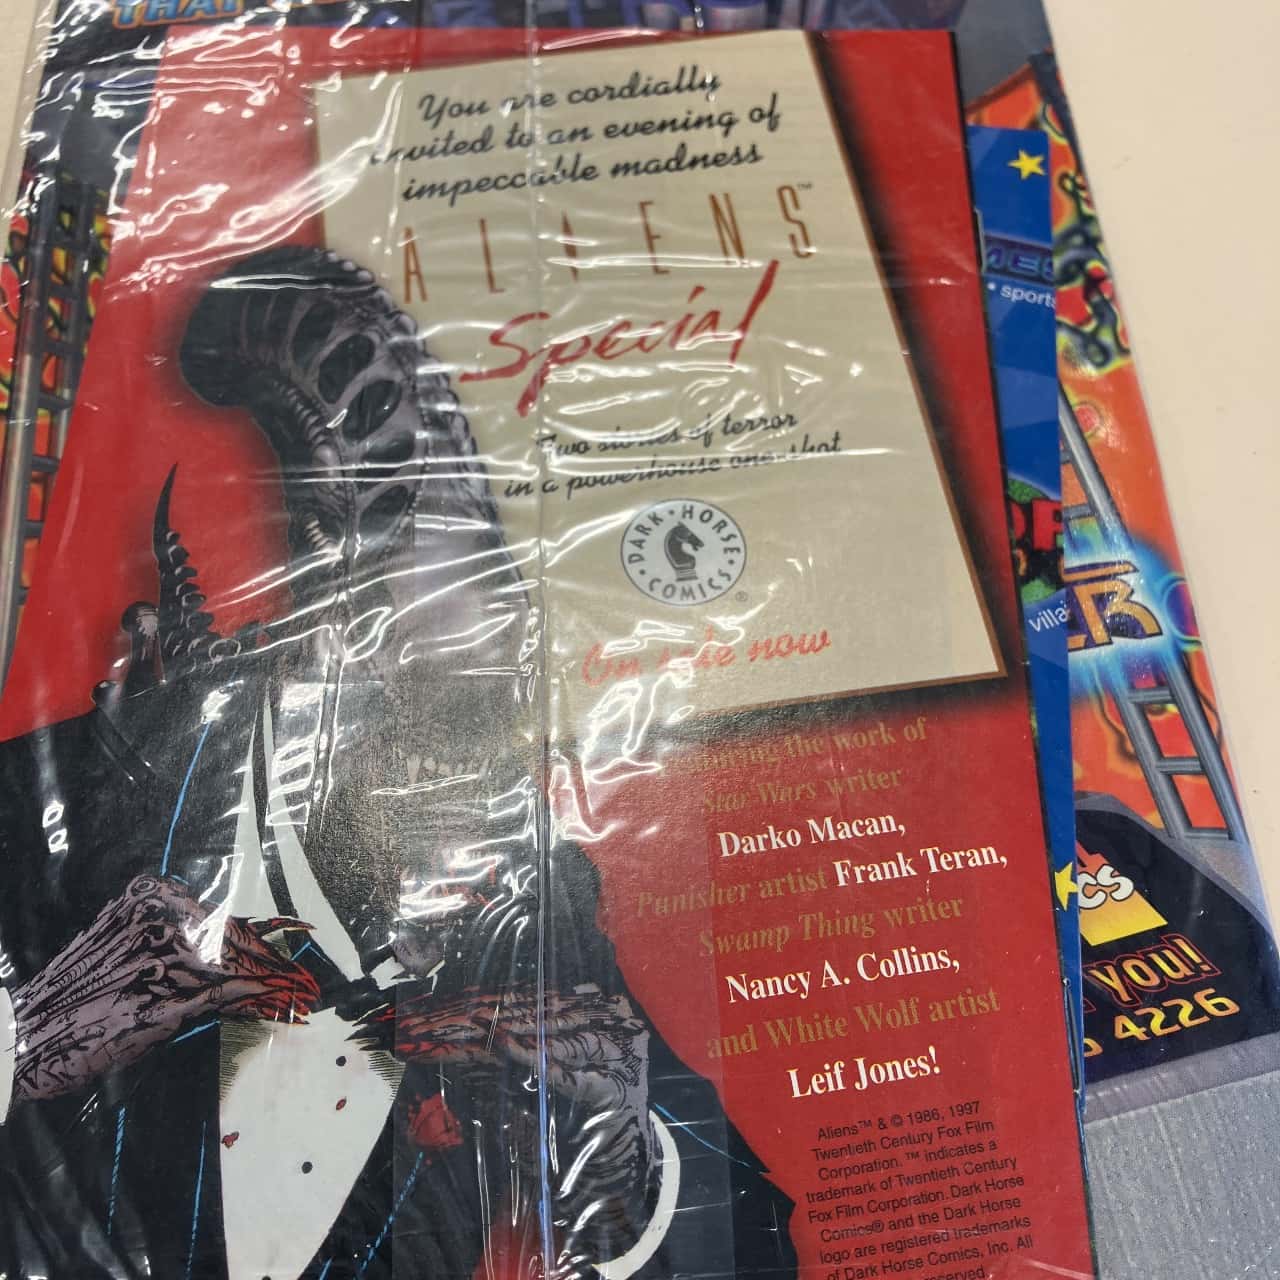 THAT
You are cordially
invited to an evening of
impeccable madness
ALIENS™
Special
Two stories of terror
in a powerhouse one-shot
DARK HORSE COMICS ®
On sale now
Featuring the work of
Star Wars writer
Darko Macan,
Punisher artist Frank Teran,
Swamp Thing writer
Nancy A. Collins,
and White Wolf artist
Leif Jones!
Aliens™ & © 1986, 1997
Twentieth Century Fox Film
Corporation. ™ indicates a
trademark of Twentieth Century
Fox Film Corporation. Dark Horse
Comics® and the Dark Horse
logo are registered trademarks
of Dark Horse Comics, Inc. All
reserved.
• sports
you!
4226